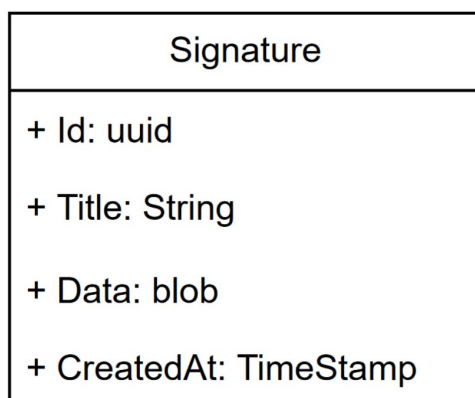 Signature
+ Id: uuid
+ Title: String
+ Data: blob
+ CreatedAt: TimeStamp